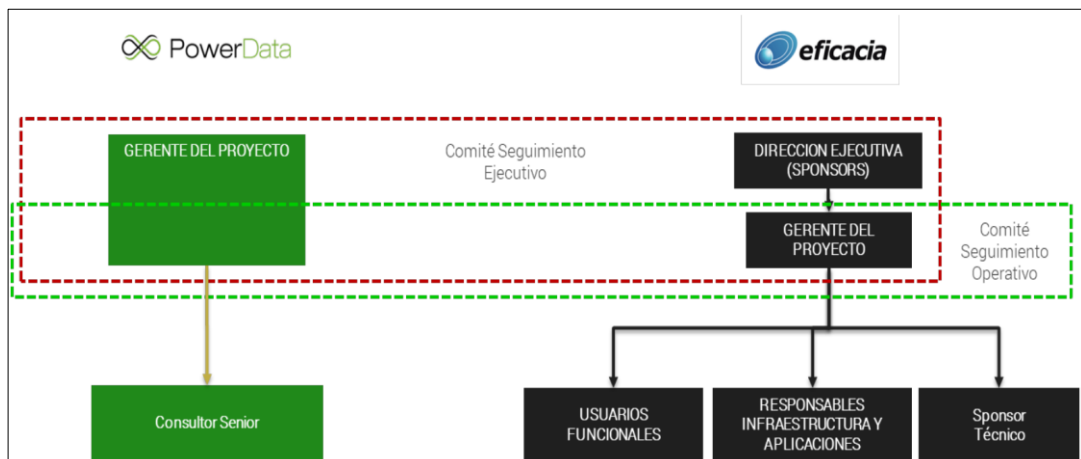 PowerData
eficacia
GERENTE DEL PROYECTO
Comité Seguimiento
Ejecutivo
DIRECCION EJECUTIVA
(SPONSORS)
GERENTE DEL
PROYECTO
Comité
Seguimiento
Operativo
Consultor Senior
USUARIOS
FUNCIONALES
RESPONSABLES
INFRAESTRUCTURA Y
APLICACIONES
Sponsor
Técnico